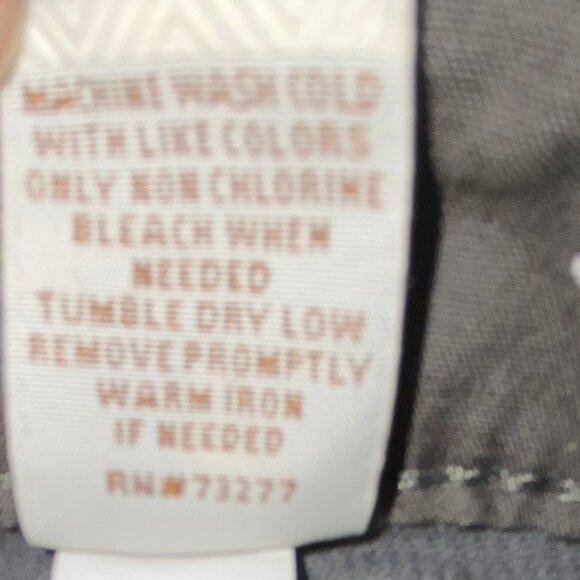 MACHINE WASH COLD
WITH LIKE COLORS
ONLY NON CHLORINE
BLEACH WHEN
NEEDED
TUMBLE DRY LOW
REMOVE PROMPTLY
WARM IRON
IF NEEDED
RN#73277